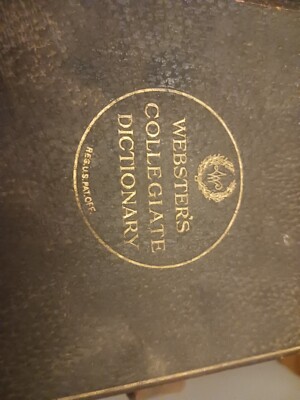 WEBSTER'S
COLLEGIATE
DICTIONARY
REG. U.S. PAT. OFF.